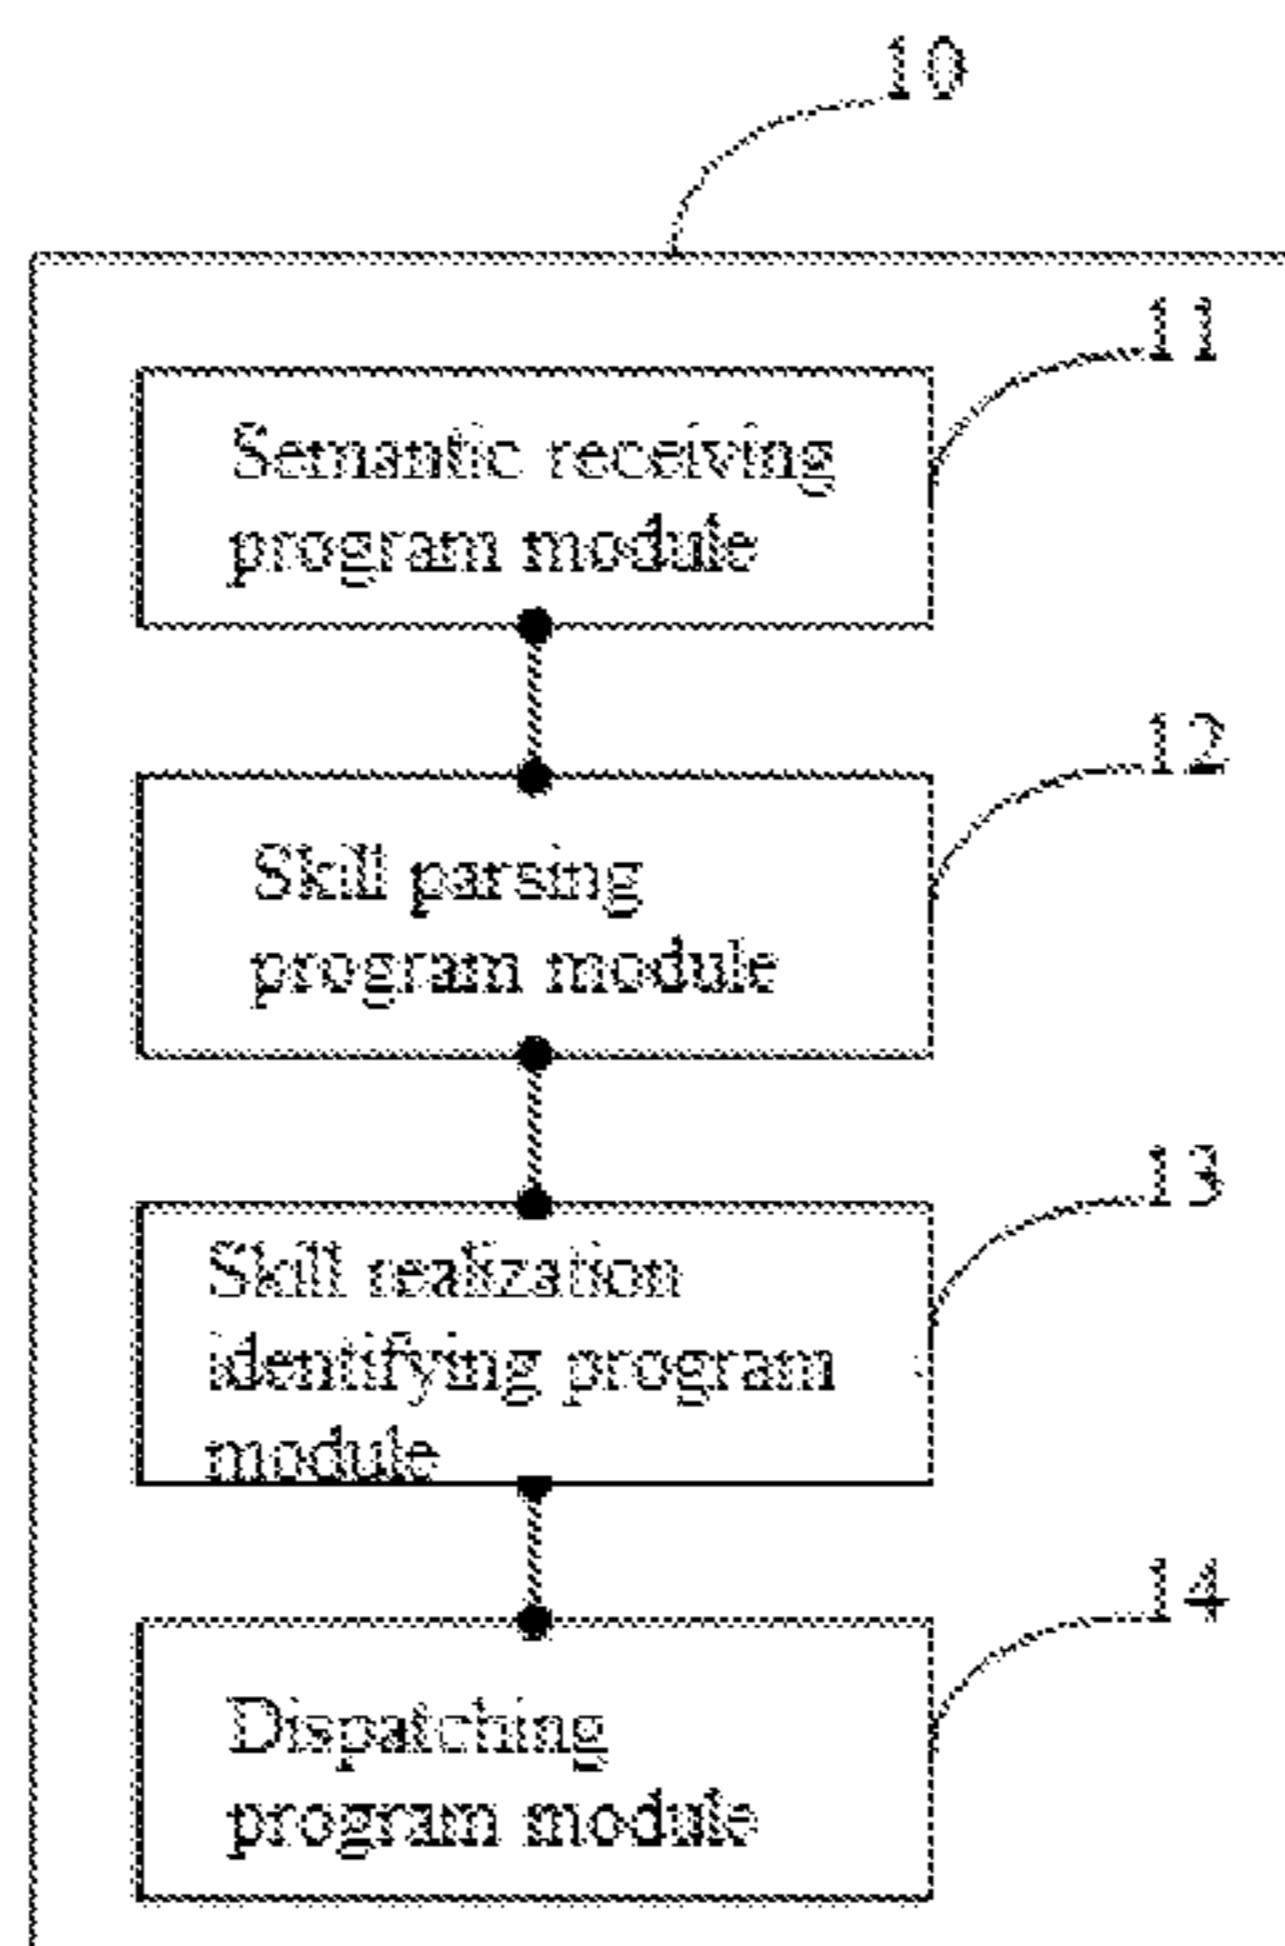 10
11
Semantic receiving
program module
12
Skill parsing
program module
13
Skill realization
identifying program
module
14
Dispatching
program module